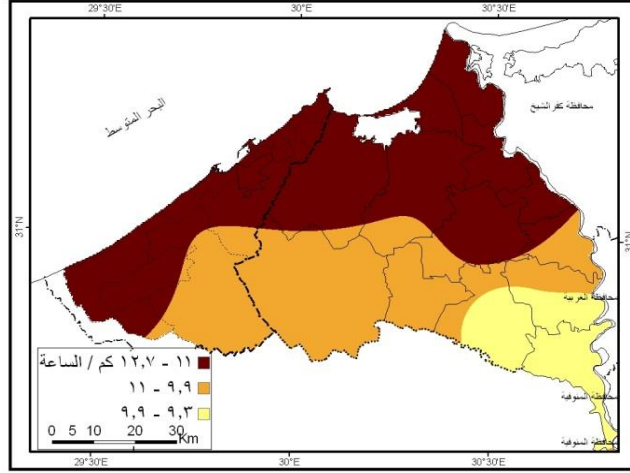 29°30'E
30°0'E
30°30'E
البحر المتوسط
محافظة كفر الشيخ
31°N
31°N
محافظة الغربية
محافظة المنوفية
محافظة المنوفية
١١ - ١٢,٧ كم / الساعة
٩,٩ - ١١
٩,٣ - ٩,٩
0 5 10 20 30 Km
29°30'E
30°0'E
30°30'E